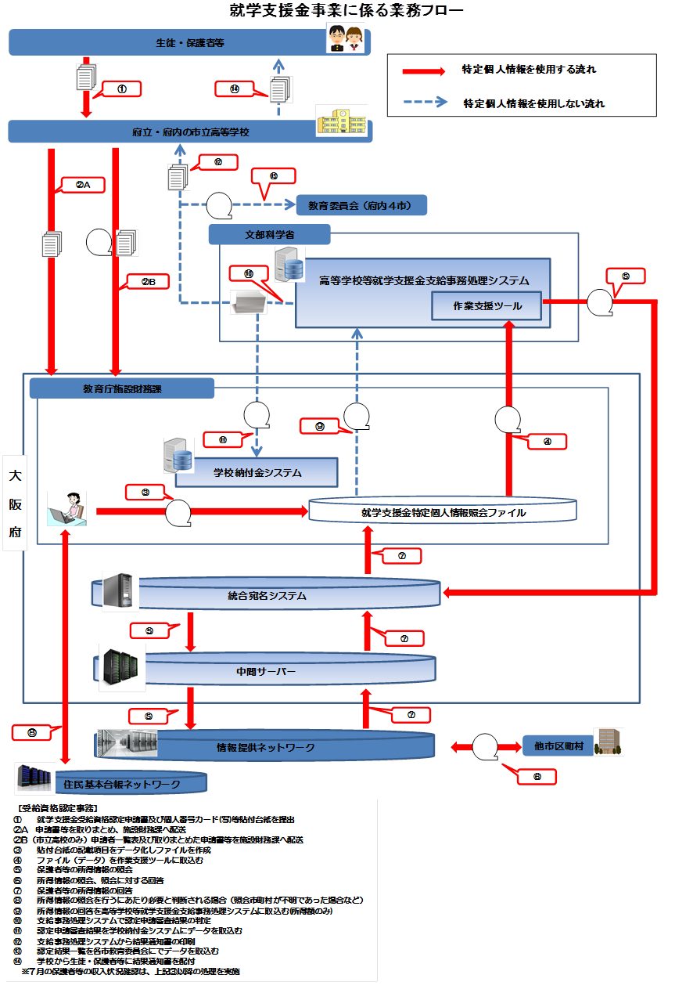 就学支援金事業に係る業務フロー
生徒・保護者等
特定個人情報を使用する流れ
特定個人情報を使用しない流れ
①
⑭
府立・府内の市立高等学校
⑫
②A
⑬
教育委員会（府内４市）
文部科学省
②B
⑩
高等学校等就学支援金支給事務処理システム
作業支援ツール
⑤
教育庁施設財務課
⑪
⑨
④
学校納付金システム
大阪府
③
就学支援金特定個人情報照会ファイル
⑦
統合宛名システム
⑤
⑦
中間サーバー
⑤
⑦
⑧
情報提供ネットワーク
他市区町村
⑥
住民基本台帳ネットワーク
【受給資格認定事務】
①　就学支援金受給資格認定申請書及び個人番号カード(写)等貼付台紙を提出
②A　申請書等を取りまとめ、施設財務課へ配送
②B（市立高校のみ）申請者一覧表及び取りまとめた申請書等を施設財務課へ配送
③　貼付台紙の記載項目をデータ化しファイルを作成
④　ファイル（データ）を作業支援ツールに取込む
⑤　保護者等の所得情報の照会
⑥　所得情報の照会、照会に対する回答
⑦　保護者等の所得情報の回答
⑧　所得情報の照会を行うにあたり必要と判断される場合（照会市町村が不明であった場合など）
⑨　所得情報の回答を高等学校等就学支援金支給事務処理システムに取込む(所得額のみ)
⑩　支給事務処理システムで認定申請審査結果の判定
⑪　認定申請審査結果を学校納付金システムにデータを取込む
⑫　支給事務処理システムから結果通知書の印刷
⑬　認定結果一覧を各市教育委員会にてデータを取込む
⑭　学校から生徒・保護者等に結果通知書を配付
※７月の保護者等の収入状況確認は、上記③以降の処理を実施